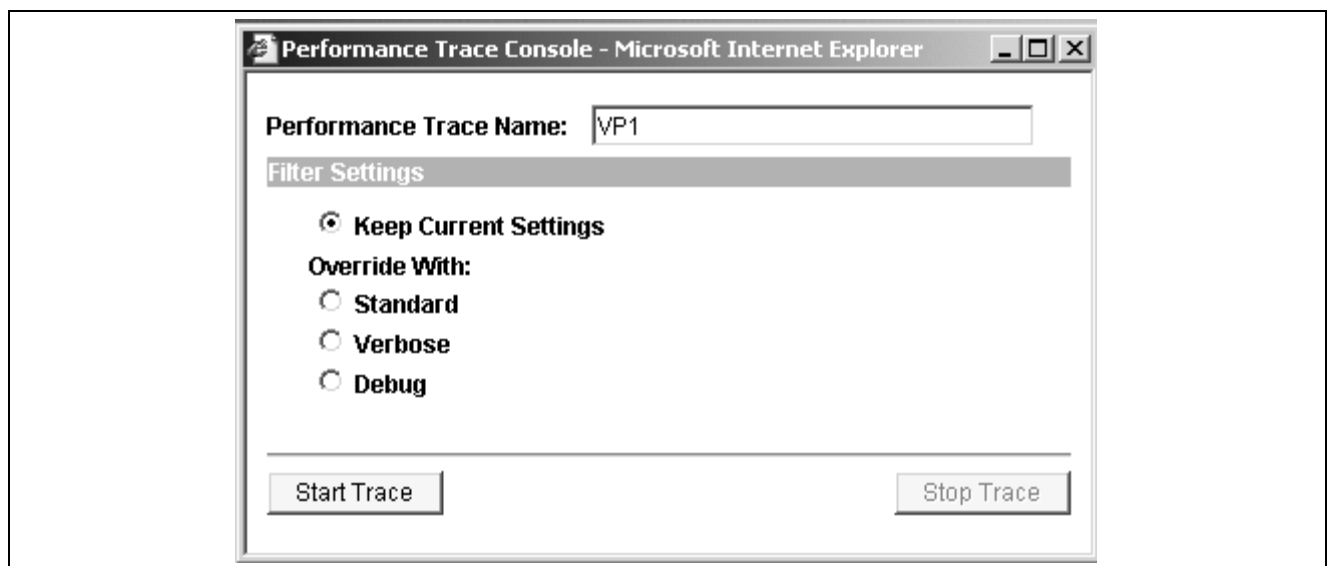 Performance Trace Console - Microsoft Internet Explorer
Performance Trace Name: VP1
Filter Settings
Keep Current Settings
Override With:
Standard
Verbose
Debug
Start Trace Stop Trace